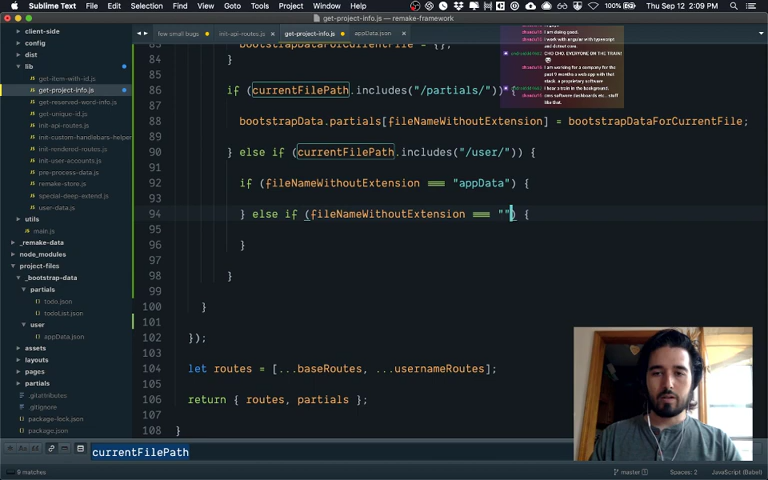 Sublime Text File Edit Selection Find View Goto Tools Project Window Help
100% Thu Sep 12 2:09 PM
get-project-info.js — remake-framework
few small bugs init-api-routes.js get-project-info.js appData.json
client-side
config
dist
lib
get-item-with-id.js
get-project-info.js
get-reserved-word-info.js
get-unique-id.js
init-api-routes.js
init-custom-handlebars-helper
init-rendered-routes.js
init-user-accounts.js
pre-process-data.js
remake-store.js
special-deep-extend.js
user-data.js
utils
main.js
_remake-data
node_modules
project-files
_bootstrap-data
partials
todo.json
todoList.json
user
appData.json
assets
layouts
pages
partials
.gitattributes
.gitignore
package-lock.json
package.json
83 bootstrapDataForCurrentFile = {};
84 }
85
86 if (currentFilePath.includes("/partials/")) {
87
88 bootstrapData.partials[fileNameWithoutExtension] = bootstrapDataForCurrentFile;
89
90 } else if (currentFilePath.includes("/user/")) {
91
92 if (fileNameWithoutExtension === "appData") {
93
94 } else if (fileNameWithoutExtension === "") {
95
96 }
97
98 }
99
100 }
101
102 });
103
104 let routes = [...baseRoutes, ...usernameRoutes];
105
106 return { routes, partials };
107
108 }
I am doing good.
I work with angular with typescript and dotnet core.
CHO CHO. EVERYONE ON THE TRAIN!
I am working for a company for the past 9 months a web app with that stack. a proprietary software
I hear a train in the background.
cms software dashboards etc.. stuff like that.
currentFilePath
9 matches
master
Spaces: 2
JavaScript (Babel)